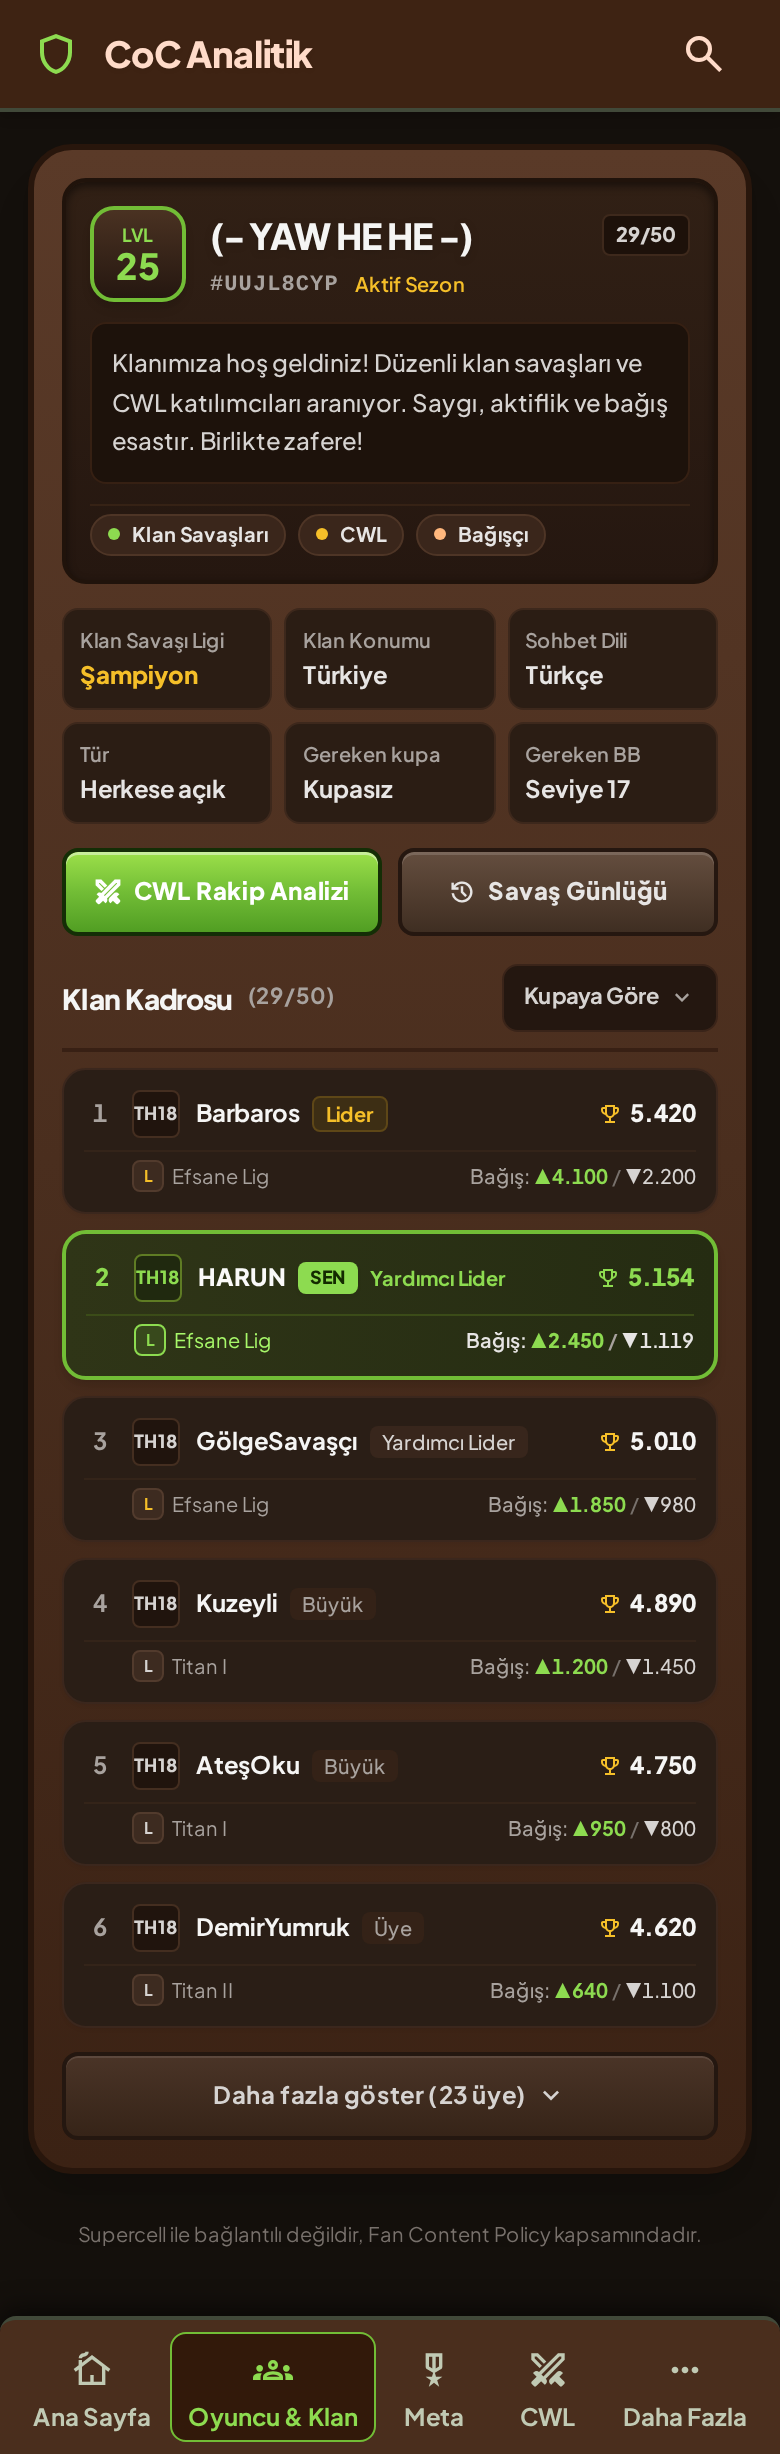 CoC Analitik
LVL
25
(- YAW HE HE -)
29/50
#UUJL8CYP Aktif Sezon
Klanımıza hoş geldiniz! Düzenli klan savaşları ve
CWL katılımcıları aranıyor. Saygı, aktiflik ve bağış
esastır. Birlikte zafere!
Klan Savaşları CWL Bağışçı
Klan Savaşı Ligi
Şampiyon
Klan Konumu
Türkiye
Sohbet Dili
Türkçe
Tür
Herkese açık
Gereken kupa
Kupasız
Gereken BB
Seviye 17
CWL Rakip Analizi
Savaş Günlüğü
Klan Kadrosu (29/50)
Kupaya Göre
1 TH18 Barbaros Lider 5.420
L Efsane Lig Bağış: ▲4.100 / ▼2.200
2 TH18 HARUN SEN Yardımcı Lider 5.154
L Efsane Lig Bağış: ▲2.450 / ▼1.119
3 TH18 GölgeSavaşçı Yardımcı Lider 5.010
L Efsane Lig Bağış: ▲1.850 / ▼980
4 TH18 Kuzeyli Büyük 4.890
L Titan I Bağış: ▲1.200 / ▼1.450
5 TH18 AteşOku Büyük 4.750
L Titan I Bağış: ▲950 / ▼800
6 TH18 DemirYumruk Üye 4.620
L Titan II Bağış: ▲640 / ▼1.100
Daha fazla göster (23 üye)
Supercell ile bağlantılı değildir, Fan Content Policy kapsamındadır.
Ana Sayfa Oyuncu & Klan Meta CWL Daha Fazla